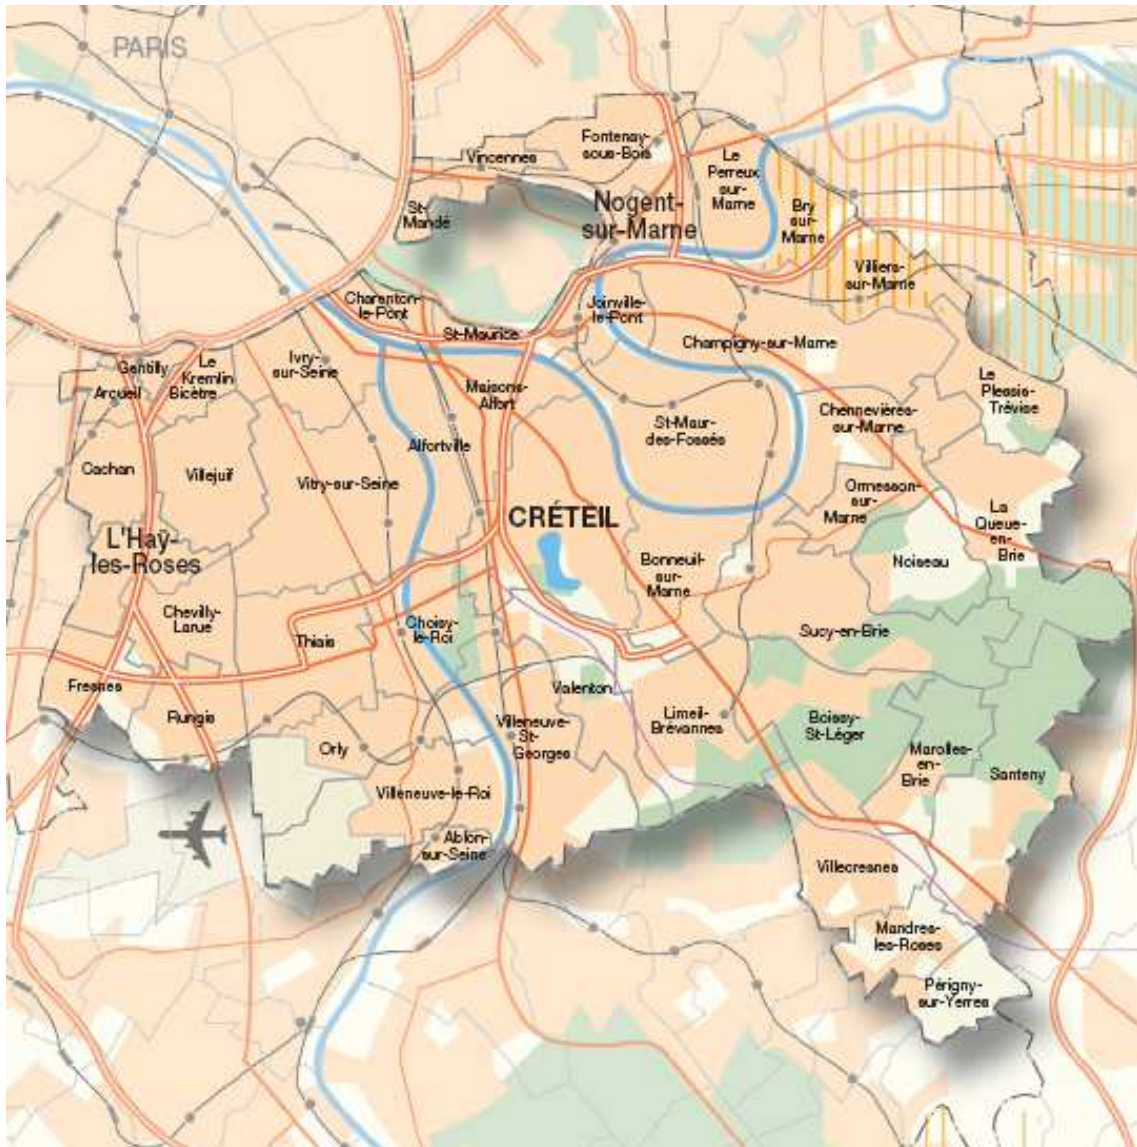 PARIS
Fontenay-
sous-Bois
Vincennes
Le
Perreux
sur-
Marne
St-
Mandé
Nogent-
sur-Marne
Bry
sur-
Marne
Villiers-
sur-Marne
Charenton-
le-Pont
Joinville-
le-Pont
St-Maurice
Champigny-sur-Marne
Gentilly
Le
Kremlin
Bicètre
Ivry-
sur-Seine
Arcueil
Maisons-
Alfort
Le
Plessis-
Trévise
Chennevières-
sur-Marne
St-Maur-
des-Fossés
Alfortville
Cachan
Villejuif
Vitry-sur-Seine
Ormesson-
sur-
Marne
CRÉTEIL
La
Queue-
en-
Brie
L'Haÿ-
les-Roses
Bonneuil-
sur-
Marne
Noiseau
Chevilly-
Larue
Thiais
Choisy-
le-Roi
Sucy-en-Brie
Fresnes
Valenton
Rungis
Limeil-
Brévannes
Villeneuve-
St-
Georges
Boissy-
St-Léger
Orly
Marolles-
en-
Brie
Santeny
Villeneuve-le-Roi
Ablon-
sur-Seine
Villecresnes
Mandres-
les-Roses
Périgny-
sur-Yerres